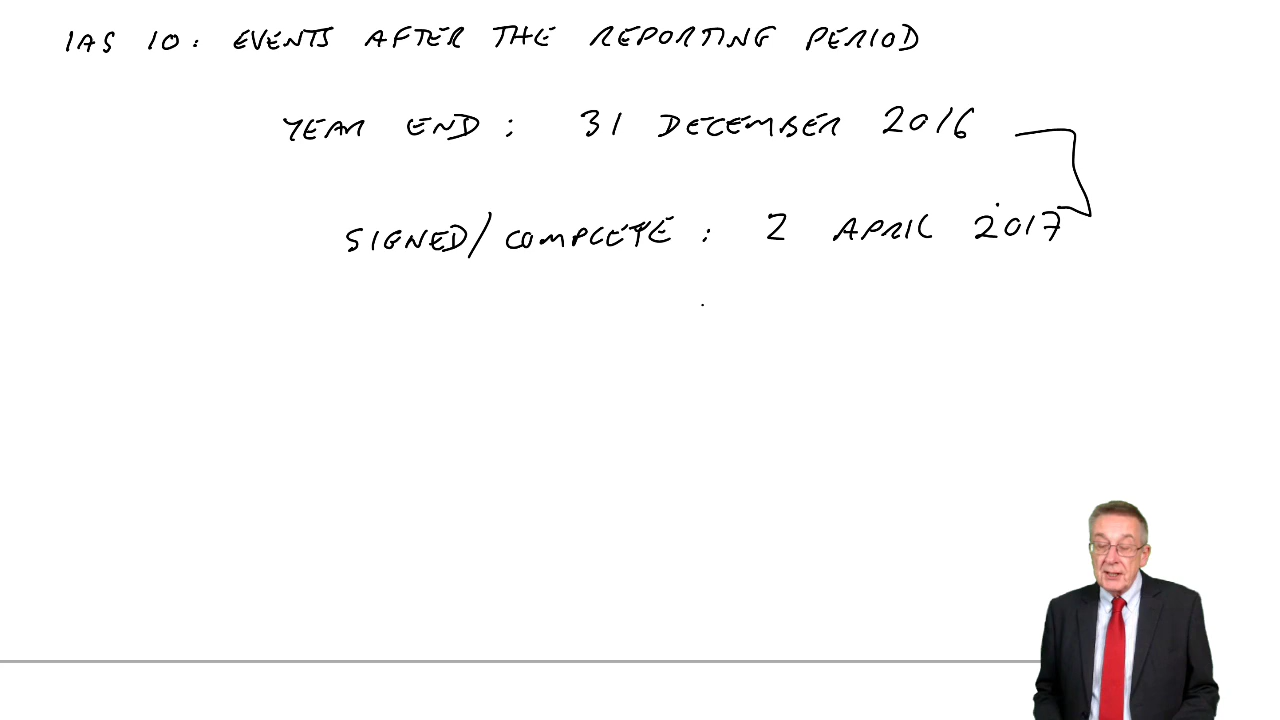 IAS 10: EVENTS AFTER THE REPORTING PERIOD
YEAR END : 31 DECEMBER 2016
SIGNED/COMPLETE : 2 APRIL 2017